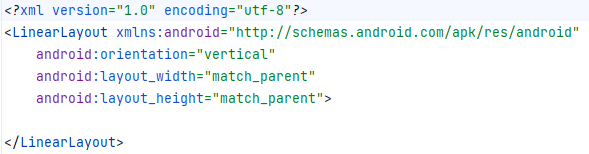 <?xml version="1.0" encoding="utf-8"?>
<LinearLayout xmlns:android="http://schemas.android.com/apk/res/android"
    android:orientation="vertical"
    android:layout_width="match_parent"
    android:layout_height="match_parent">

</LinearLayout>